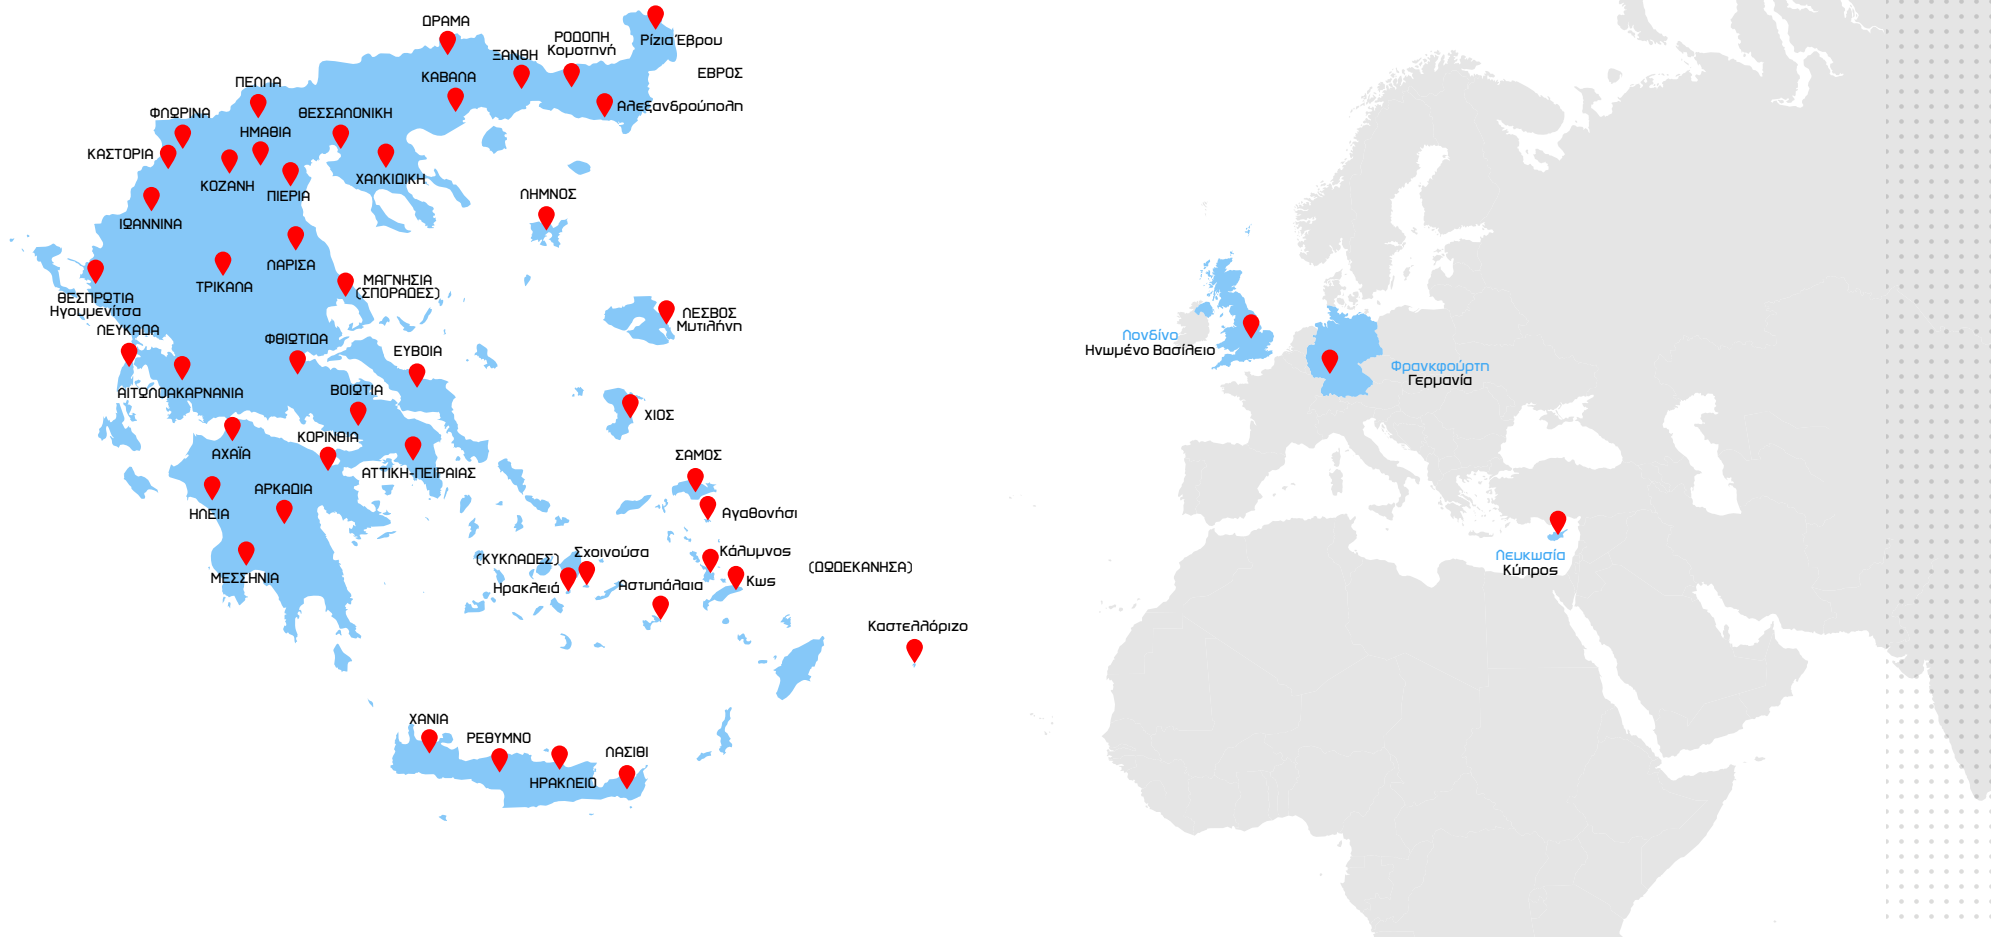 ΔΡΑΜΑ
ΡΟΔΟΠΗ
Κομοτηνή
Ρίζια Έβρου
ΞΑΝΘΗ
ΕΒΡΟΣ
ΚΑΒΑΛΑ
ΠΕΛΛΑ
Αλεξανδρούπολη
ΦΛΩΡΙΝΑ
ΘΕΣΣΑΛΟΝΙΚΗ
ΗΜΑΘΙΑ
ΚΑΣΤΟΡΙΑ
ΚΟΖΑΝΗ
ΧΑΛΚΙΔΙΚΗ
ΠΙΕΡΙΑ
ΛΗΜΝΟΣ
ΙΩΑΝΝΙΝΑ
ΛΑΡΙΣΑ
ΤΡΙΚΑΛΑ
ΜΑΓΝΗΣΙΑ
(ΣΠΟΡΑΔΕΣ)
ΘΕΣΠΡΩΤΙΑ
Ηγουμενίτσα
ΛΕΣΒΟΣ
Μυτιλήνη
ΛΕΥΚΑΔΑ
ΦΘΙΩΤΙΔΑ
ΕΥΒΟΙΑ
ΑΙΤΩΛΟΑΚΑΡΝΑΝΙΑ
ΒΟΙΩΤΙΑ
ΧΙΟΣ
ΚΟΡΙΝΘΙΑ
ΑΧΑΪΑ
ΣΑΜΟΣ
ΑΤΤΙΚΗ-ΠΕΙΡΑΙΑΣ
ΑΡΚΑΔΙΑ
ΗΛΕΙΑ
Αγαθονήσι
Σχοινούσα
Κάλυμνος
(ΚΥΚΛΑΔΕΣ)
(ΔΩΔΕΚΑΝΗΣΑ)
ΜΕΣΣΗΝΙΑ
Ηρακλειά
Αστυπάλαια
Κως
Καστελλόριζο
ΧΑΝΙΑ
ΡΕΘΥΜΝΟ
ΛΑΣΙΘΙ
ΗΡΑΚΛΕΙΟ
Λονδίνο
Ηνωμένο Βασίλειο
Φρανκφούρτη
Γερμανία
Λευκωσία
Κύπρος